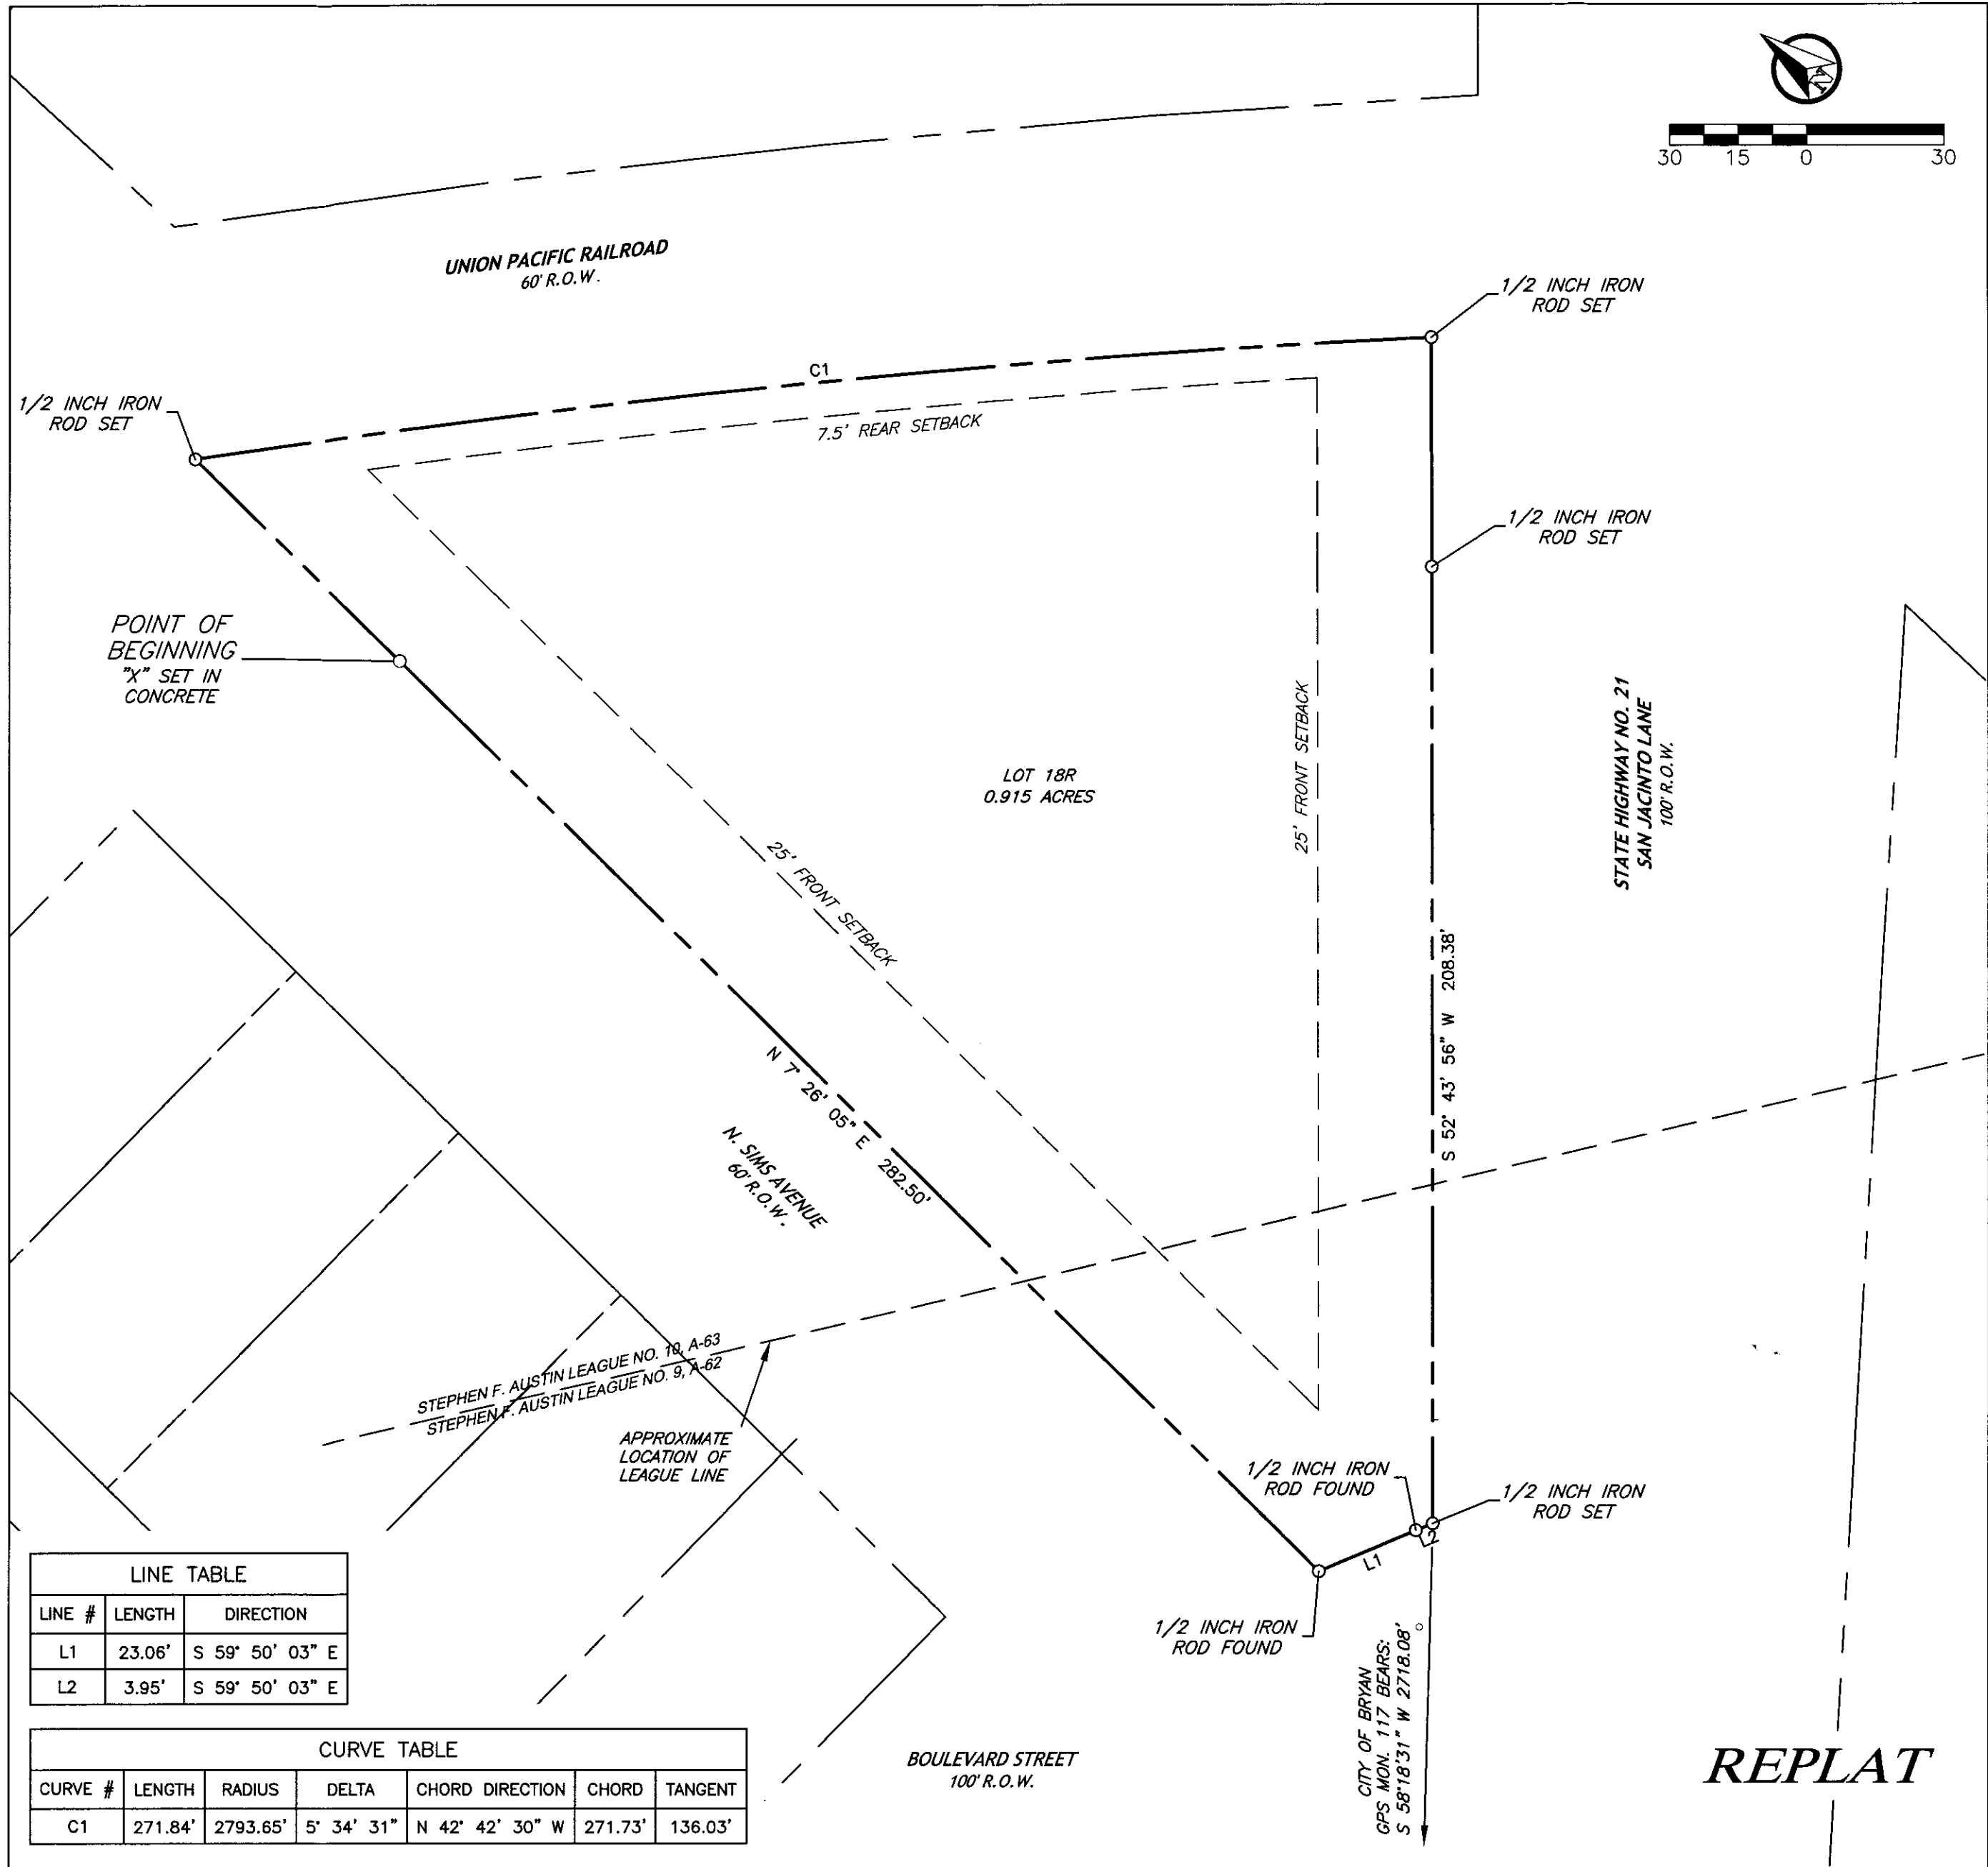 30 15 0 30
UNION PACIFIC RAILROAD
60' R.O.W.
1/2 INCH IRON
ROD SET
C1
1/2 INCH IRON
ROD SET
7.5' REAR SETBACK
1/2 INCH IRON
ROD SET
POINT OF
BEGINNING
"X" SET IN
CONCRETE
LOT 18R
0.915 ACRES
25' FRONT SETBACK
25' FRONT SETBACK
STATE HIGHWAY NO. 21
SAN JACINTO LANE
100' R.O.W.
S 52° 43' 56" W 208.38'
N 7° 26' 05" E 282.50'
N. SIMS AVENUE
60' R.O.W.
STEPHEN F. AUSTIN LEAGUE NO. 10, A-63
STEPHEN F. AUSTIN LEAGUE NO. 9, A-62
APPROXIMATE
LOCATION OF
LEAGUE LINE
1/2 INCH IRON
ROD FOUND
1/2 INCH IRON
ROD SET
L2
L1
1/2 INCH IRON
ROD FOUND
CITY OF BRYAN
GPS MON. 117 BEARS:
S 58°18'31" W 2718.08'
BOULEVARD STREET
100' R.O.W.
LINE TABLE
LINE # LENGTH DIRECTION
L1 23.06' S 59° 50' 03" E
L2 3.95' S 59° 50' 03" E
CURVE TABLE
CURVE # LENGTH RADIUS DELTA CHORD DIRECTION CHORD TANGENT
C1 271.84' 2793.65' 5° 34' 31" N 42° 42' 30" W 271.73' 136.03'
REPLAT